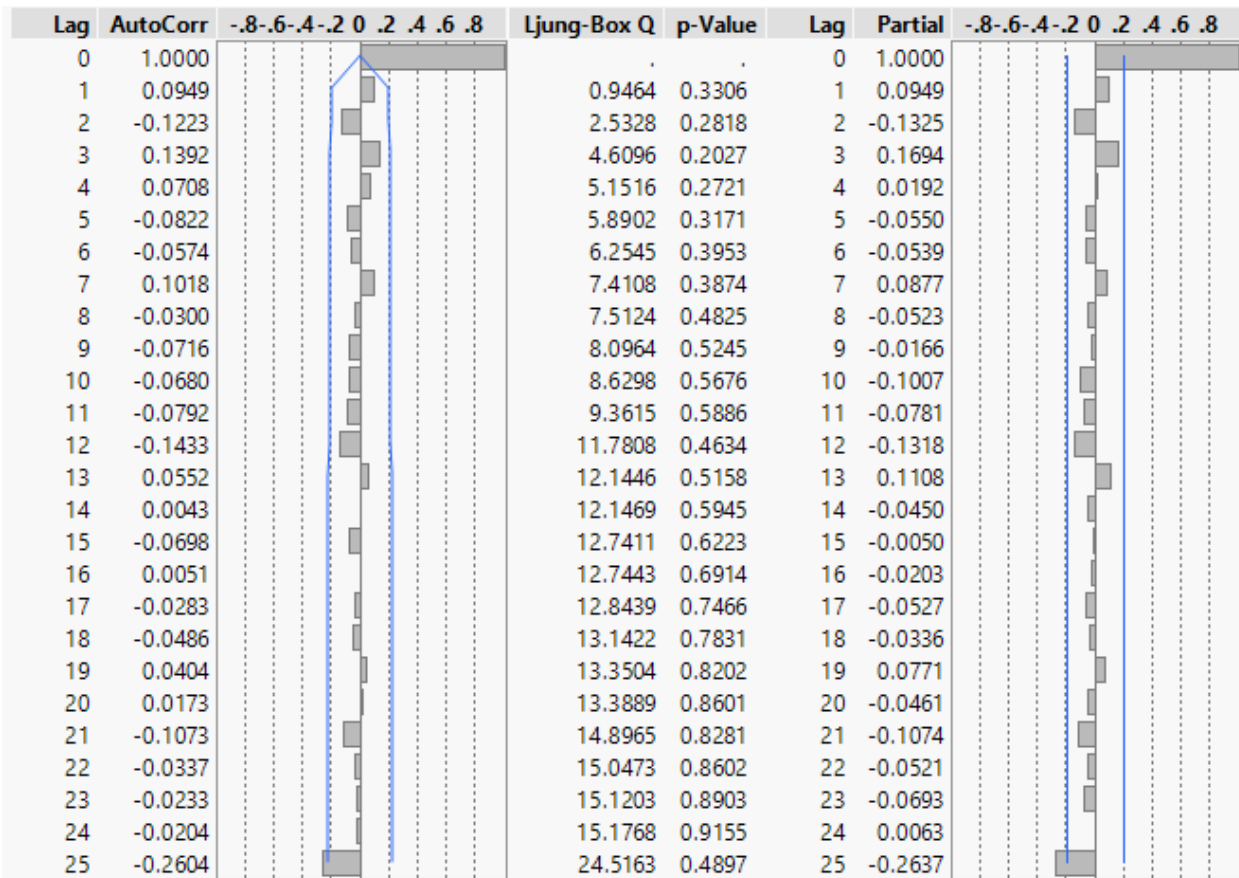 Lag AutoCorr -.8-.6-.4-.2 0 .2 .4 .6 .8 Ljung-Box Q p-Value Lag Partial -.8-.6-.4-.2 0 .2 .4 .6 .8
0 1.0000 . . 0 1.0000
1 0.0949 0.9464 0.3306 1 0.0949
2 -0.1223 2.5328 0.2818 2 -0.1325
3 0.1392 4.6096 0.2027 3 0.1694
4 0.0708 5.1516 0.2721 4 0.0192
5 -0.0822 5.8902 0.3171 5 -0.0550
6 -0.0574 6.2545 0.3953 6 -0.0539
7 0.1018 7.4108 0.3874 7 0.0877
8 -0.0300 7.5124 0.4825 8 -0.0523
9 -0.0716 8.0964 0.5245 9 -0.0166
10 -0.0680 8.6298 0.5676 10 -0.1007
11 -0.0792 9.3615 0.5886 11 -0.0781
12 -0.1433 11.7808 0.4634 12 -0.1318
13 0.0552 12.1446 0.5158 13 0.1108
14 0.0043 12.1469 0.5945 14 -0.0450
15 -0.0698 12.7411 0.6223 15 -0.0050
16 0.0051 12.7443 0.6914 16 -0.0203
17 -0.0283 12.8439 0.7466 17 -0.0527
18 -0.0486 13.1422 0.7831 18 -0.0336
19 0.0404 13.3504 0.8202 19 0.0771
20 0.0173 13.3889 0.8601 20 -0.0461
21 -0.1073 14.8965 0.8281 21 -0.1074
22 -0.0337 15.0473 0.8602 22 -0.0521
23 -0.0233 15.1203 0.8903 23 -0.0693
24 -0.0204 15.1768 0.9155 24 0.0063
25 -0.2604 24.5163 0.4897 25 -0.2637